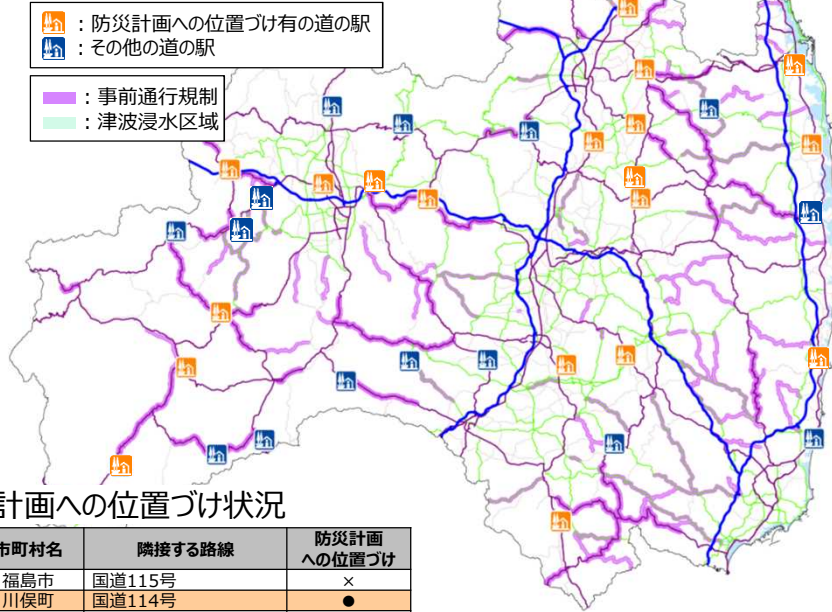 ：防災計画への位置づけ有の道の駅
：その他の道の駅
：事前通行規制
：津波浸水区域
計画への位置づけ状況
市町村名 隣接する路線 防災計画
への位置づけ
福島市 国道115号 ×
川俣町 国道114号 ●